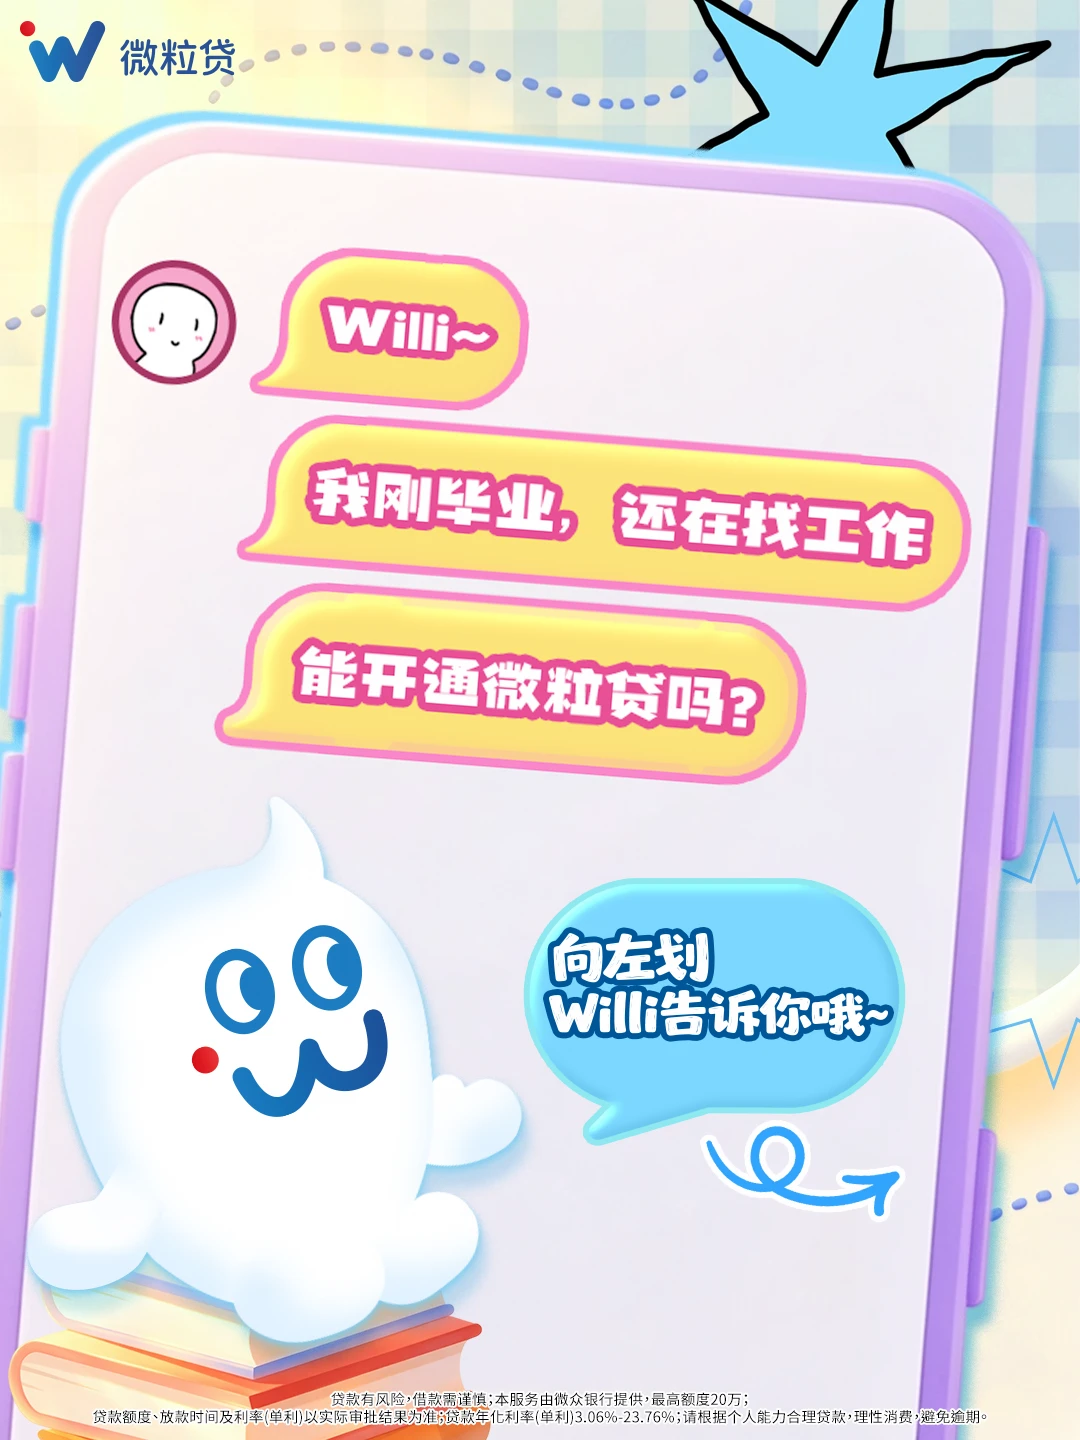 微粒贷
Willi~
我刚毕业, 还在找工作
能开通微粒贷吗?
向左划
Willi告诉你哦~
贷款有风险，借款需谨慎；本服务由微众银行提供，最高额度20万；
贷款额度、放款时间及利率(单利)以实际审批结果为准；贷款年化利率(单利)3.06%-23.76%；请根据个人能力合理贷款，理性消费，避免逾期。